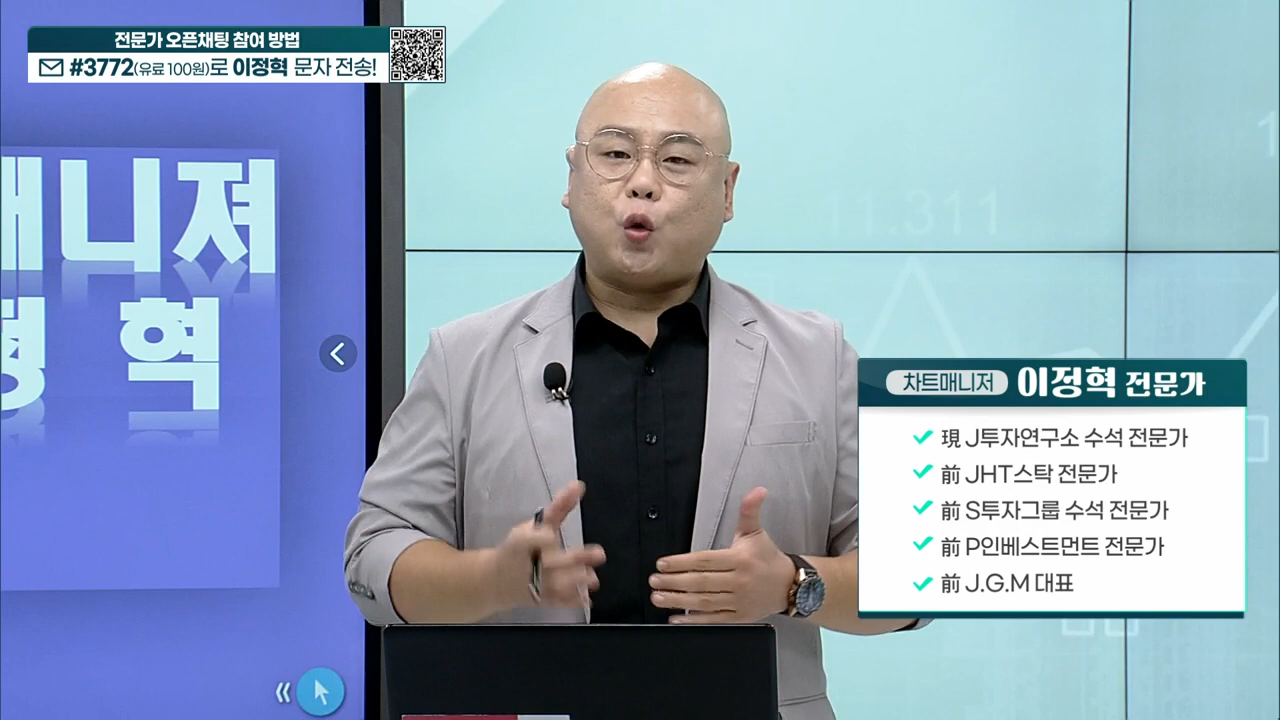 전문가 오픈채팅 참여 방법
#3772(유료 100원)로 이정혁 문자 전송!
매니져
정 혁
11.311
차트매니저 이정혁 전문가
現 J투자연구소 수석 전문가
前 JHT스탁 전문가
前 S투자그룹 수석 전문가
前 P인베스트먼트 전문가
前 J.G.M 대표